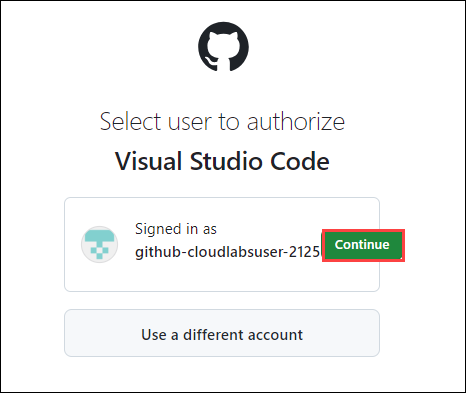 Select user to authorize
Visual Studio Code
Signed in as
github-cloudlabsuser-2125
Continue
Use a different account